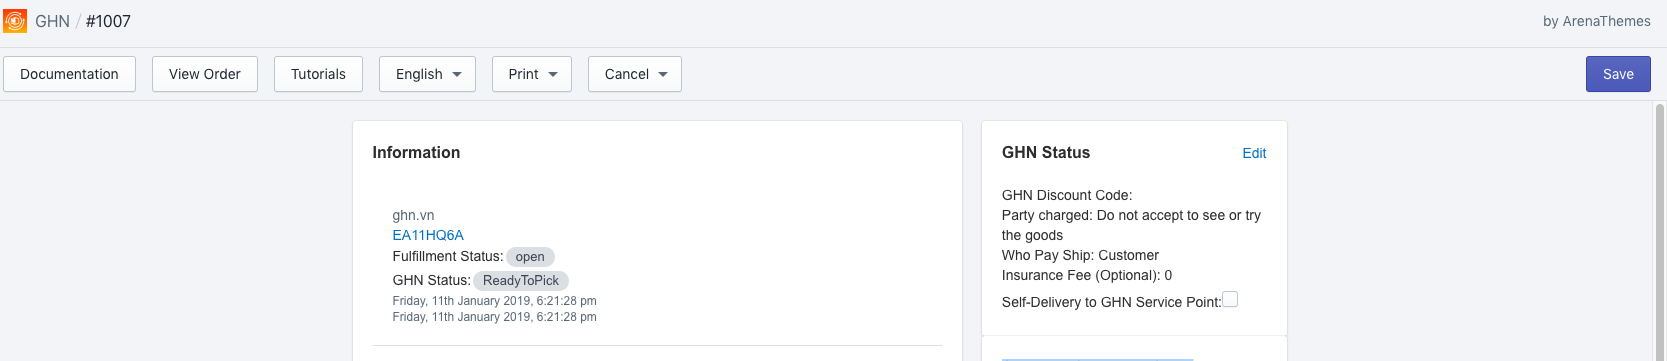 GHN / #1007
by ArenaThemes
Documentation
View Order
Tutorials
English
Print
Cancel
Save
Information
ghn.vn
EA11HQ6A
Fulfillment Status: open
GHN Status: ReadyToPick
Friday, 11th January 2019, 6:21:28 pm
Friday, 11th January 2019, 6:21:28 pm
GHN Status
Edit
GHN Discount Code:
Party charged: Do not accept to see or try
the goods
Who Pay Ship: Customer
Insurance Fee (Optional): 0
Self-Delivery to GHN Service Point: